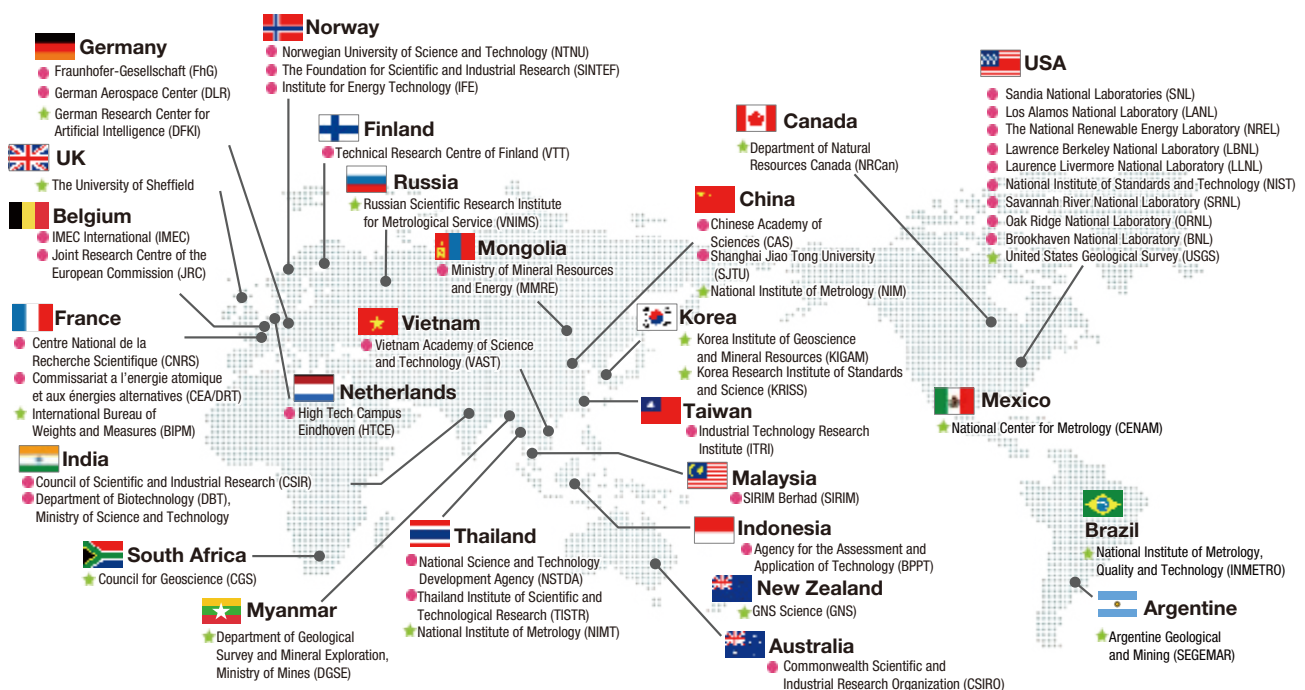 Norway
Norwegian University of Science and Technology (NTNU)
The Foundation for Scientific and Industrial Research (SINTEF)
Institute for Energy Technology (IFE)
Germany
Fraunhofer-Gesellschaft (FhG)
German Aerospace Center (DLR)
German Research Center for
Artificial Intelligence (DFKI)
UK
The University of Sheffield
Belgium
IMEC International (IMEC)
Joint Research Centre of the
European Commission (JRC)
France
Centre National de la
Recherche Scientifique (CNRS)
Commissariat a l'energie atomique
et aux énergies alternatives (CEA/DRT)
International Bureau of
Weights and Measures (BIPM)
India
Council of Scientific and Industrial Research (CSIR)
Department of Biotechnology (DBT),
Ministry of Science and Technology
South Africa
Council for Geoscience (CGS)
Myanmar
Department of Geological
Survey and Mineral Exploration,
Ministry of Mines (DGSE)
Finland
Technical Research Centre of Finland (VTT)
Russia
Russian Scientific Research Institute
for Metrological Service (VNIIMS)
Mongolia
Ministry of Mineral Resources
and Energy (MMRE)
Vietnam
Vietnam Academy of Science
and Technology (VAST)
Netherlands
High Tech Campus
Eindhoven (HTCE)
Thailand
National Science and Technology
Development Agency (NSTDA)
Thailand Institute of Scientific and
Technological Research (TISTR)
National Institute of Metrology (NIMT)
Canada
Department of Natural
Resources Canada (NRCan)
China
Chinese Academy of
Sciences (CAS)
Shanghai Jiao Tong University
(SJTU)
National Institute of Metrology (NIM)
Korea
Korea Institute of Geoscience
and Mineral Resources (KIGAM)
Korea Research Institute of Standards
and Science (KRISS)
Taiwan
Industrial Technology Research
Institute (ITRI)
Malaysia
SIRIM Berhad (SIRIM)
Indonesia
Agency for the Assessment and
Application of Technology (BPPT)
New Zealand
GNS Science (GNS)
Australia
Commonwealth Scientific and
Industrial Research Organization (CSIRO)
USA
Sandia National Laboratories (SNL)
Los Alamos National Laboratory (LANL)
The National Renewable Energy Laboratory (NREL)
Lawrence Berkeley National Laboratory (LBNL)
Laurence Livermore National Laboratory (LLNL)
National Institute of Standards and Technology (NIST)
Savannah River National Laboratory (SRNL)
Oak Ridge National Laboratory (ORNL)
Brookhaven National Laboratory (BNL)
United States Geological Survey (USGS)
Mexico
National Center for Metrology (CENAM)
Brazil
National Institute of Metrology,
Quality and Technology (INMETRO)
Argentine
Argentine Geological
and Mining (SEGEMAR)